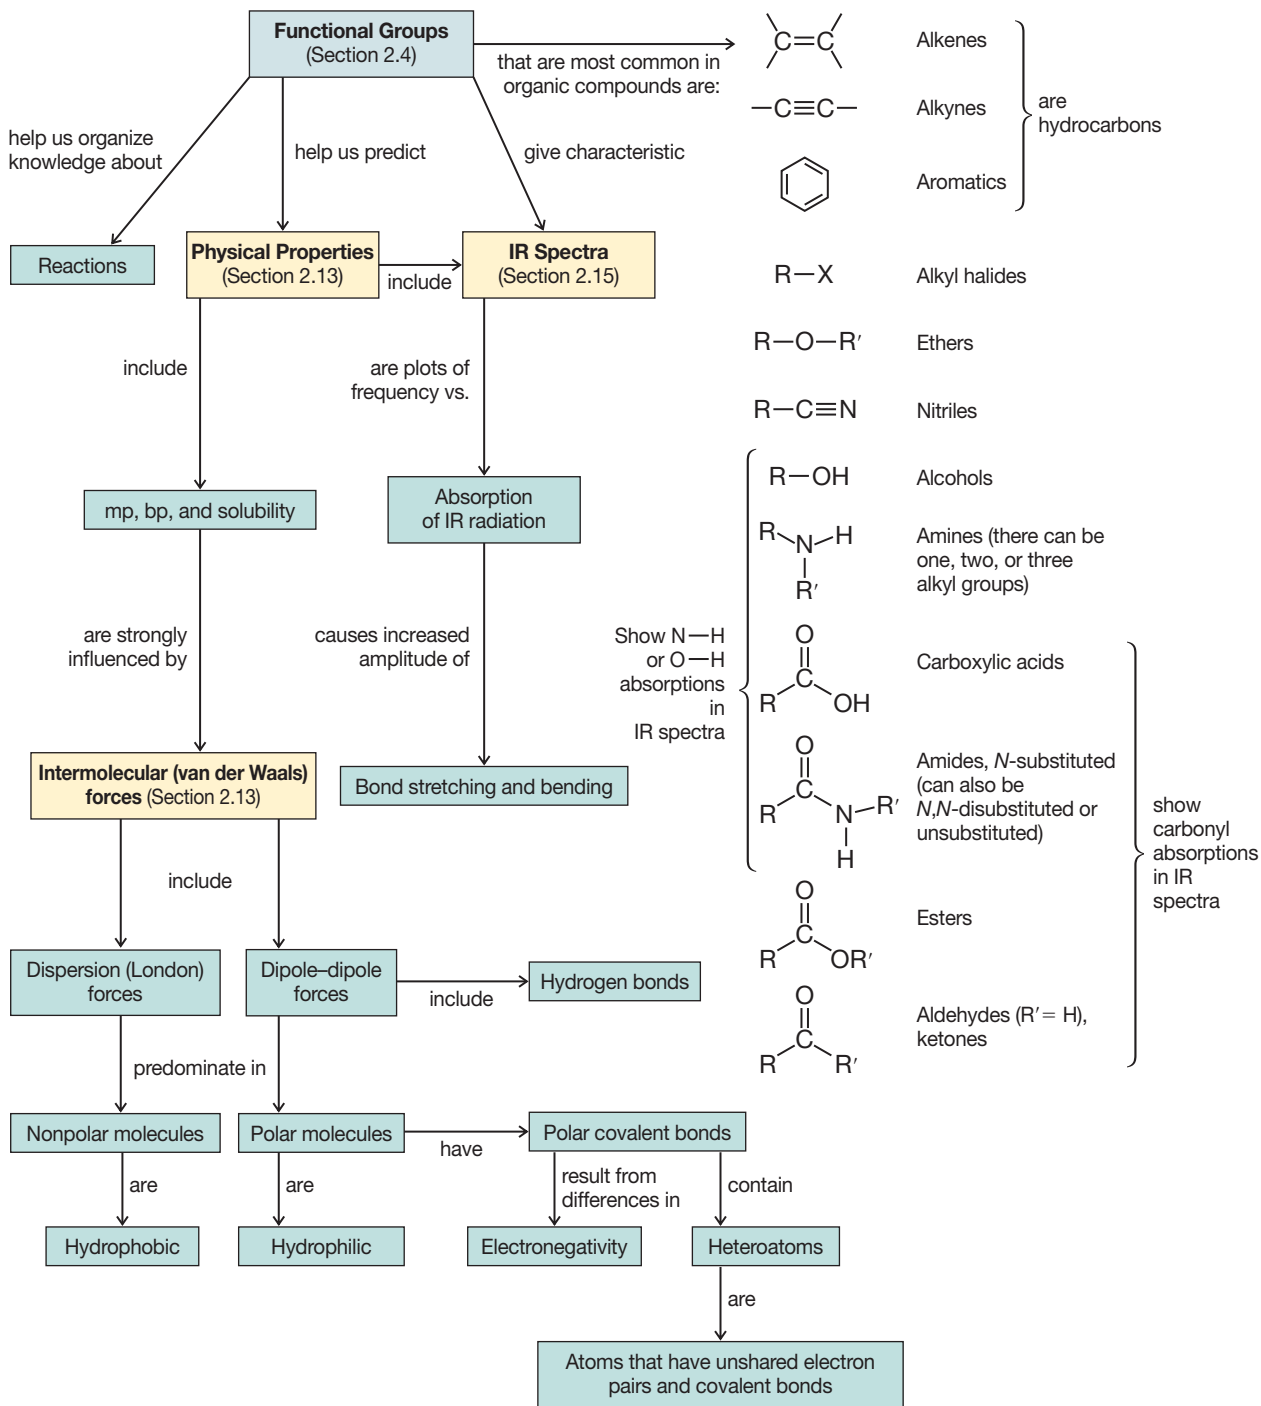 Functional Groups
(Section 2.4)
that are most common in
organic compounds are:
help us organize
knowledge about
help us predict
give characteristic
Reactions
Physical Properties
(Section 2.13)
include
IR Spectra
(Section 2.15)
include
are plots of
frequency vs.
mp, bp, and solubility
Absorption
of IR radiation
are strongly
influenced by
causes increased
amplitude of
Intermolecular (van der Waals)
forces (Section 2.13)
Bond stretching and bending
include
Dispersion (London)
forces
Dipole–dipole
forces
include
Hydrogen bonds
predominate in
Nonpolar molecules
Polar molecules
have
Polar covalent bonds
are
are
result from
differences in
contain
Hydrophobic
Hydrophilic
Electronegativity
Heteroatoms
are
Atoms that have unshared electron
pairs and covalent bonds
C=C
Alkenes
—C≡C—
Alkynes
Aromatics
are
hydrocarbons
R—X
Alkyl halides
R—O—R′
Ethers
R—C≡N
Nitriles
Show N—H
or O—H
absorptions
in
IR spectra
R—OH
Alcohols
R
N—H
R′
Amines (there can be
one, two, or three
alkyl groups)
O
C
R
OH
Carboxylic acids
O
C
R
N—R′
H
Amides, N-substituted
(can also be
N,N-disubstituted or
unsubstituted)
O
C
R
OR′
Esters
O
C
R
R′
Aldehydes (R′= H),
ketones
show
carbonyl
absorptions
in IR
spectra